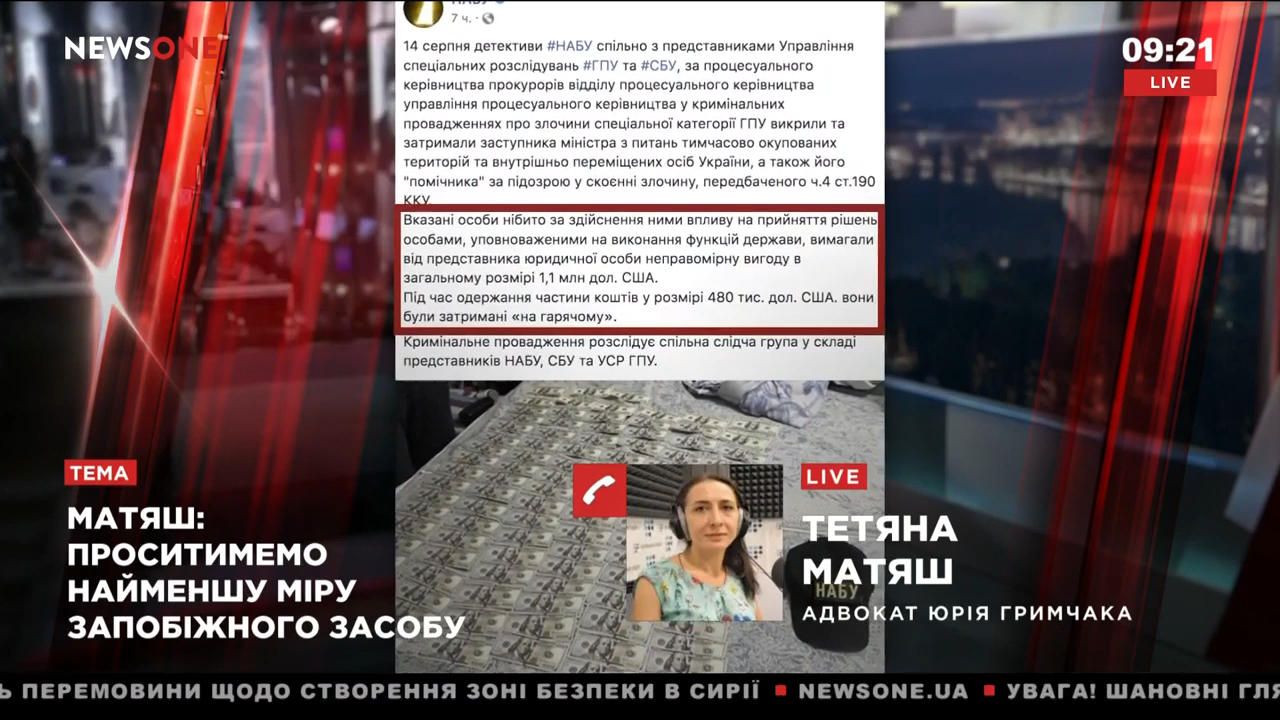 NEWSONE
09:21
LIVE
НАБУ
7 ч.
14 серпня детективи #НАБУ спільно з представниками Управління
спеціальних розслідувань #ГПУ та #СБУ, за процесуального
керівництва прокурорів відділу процесуального керівництва
управління процесуального керівництва у кримінальних
провадженнях про злочини спеціальної категорії ГПУ викрили та
затримали заступника міністра з питань тимчасово окупованих
територій та внутрішньо переміщених осіб України, а також його
"помічника" за підозрою у скоєнні злочину, передбаченого ч.4 ст.190
ККУ.
Вказані особи нібито за здійснення ними впливу на прийняття рішень
особами, уповноваженими на виконання функцій держави, вимагали
від представника юридичної особи неправомірну вигоду в
загальному розмірі 1,1 млн дол. США.
Під час одержання частини коштів у розмірі 480 тис. дол. США. вони
були затримані «на гарячому».
Кримінальне провадження розслідує спільна слідча група у складі
представників НАБУ, СБУ та УСР ГПУ.
ТЕМА
МАТЯШ:
ПРОСИТИМЕМО
НАЙМЕНШУ МІРУ
ЗАПОБІЖНОГО ЗАСОБУ
LIVE
ТЕТЯНА
МАТЯШ
АДВОКАТ ЮРІЯ ГРИМЧАКА
НАБУ
Ь ПЕРЕМОВИНИ ЩОДО СТВОРЕННЯ ЗОНІ БЕЗПЕКИ В СИРІЇ ■ NEWSONE.UA ■ УВАГА! ШАНОВНІ ГЛЯ